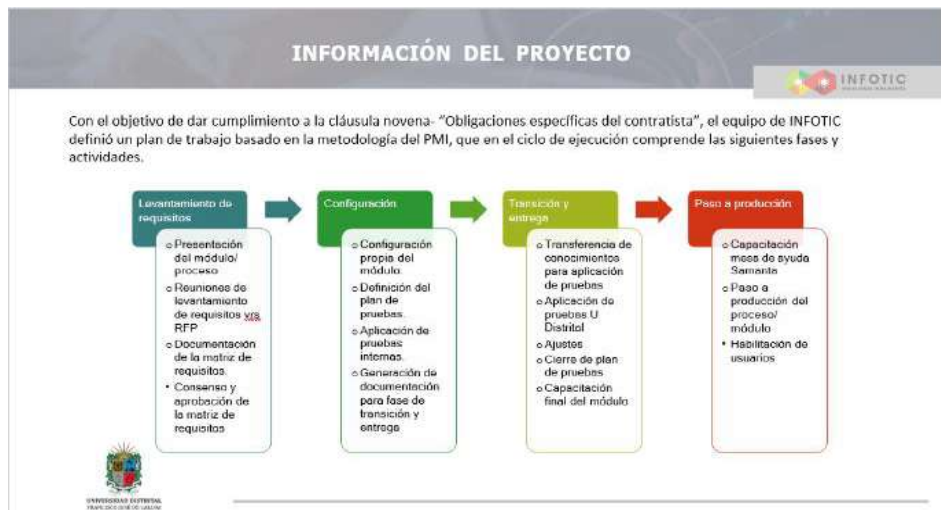 INFORMACIÓN DEL PROYECTO
INFOTIC
Con el objetivo de dar cumplimiento a la cláusula novena- “Obligaciones específicas del contratista”, el equipo de INFOTIC
definió un plan de trabajo basado en la metodología del PMI, que en el ciclo de ejecución comprende las siguientes fases y
actividades.
Levantamiento de
requisitos
o Presentación
del módulo/
proceso
o Reuniones de
levantamiento
de requisitos vrs
RFP
o Documentación
de la matriz de
requisitos.
• Consenso y
aprobación de
la matriz de
requisitos
Configuración
o Configuración
propia del
módulo.
o Definición del
plan de
pruebas.
o Aplicación de
pruebas
internas.
o Generación de
documentación
para fase de
transición y
entrega
Transición y
entrega
o Transferencia de
conocimientos
para aplicación
de pruebas
o Aplicación de
pruebas U
Distrital
o Ajustes
o Cierre de plan
de pruebas
o Capacitación
final del módulo
Paso a producción
o Capacitación
mesa de ayuda
Samanta
o Paso a
producción del
proceso/
módulo
• Habilitación de
usuarios
UNIVERSIDAD DISTRITAL
FRANCISCO JOSÉ DE CALDAS